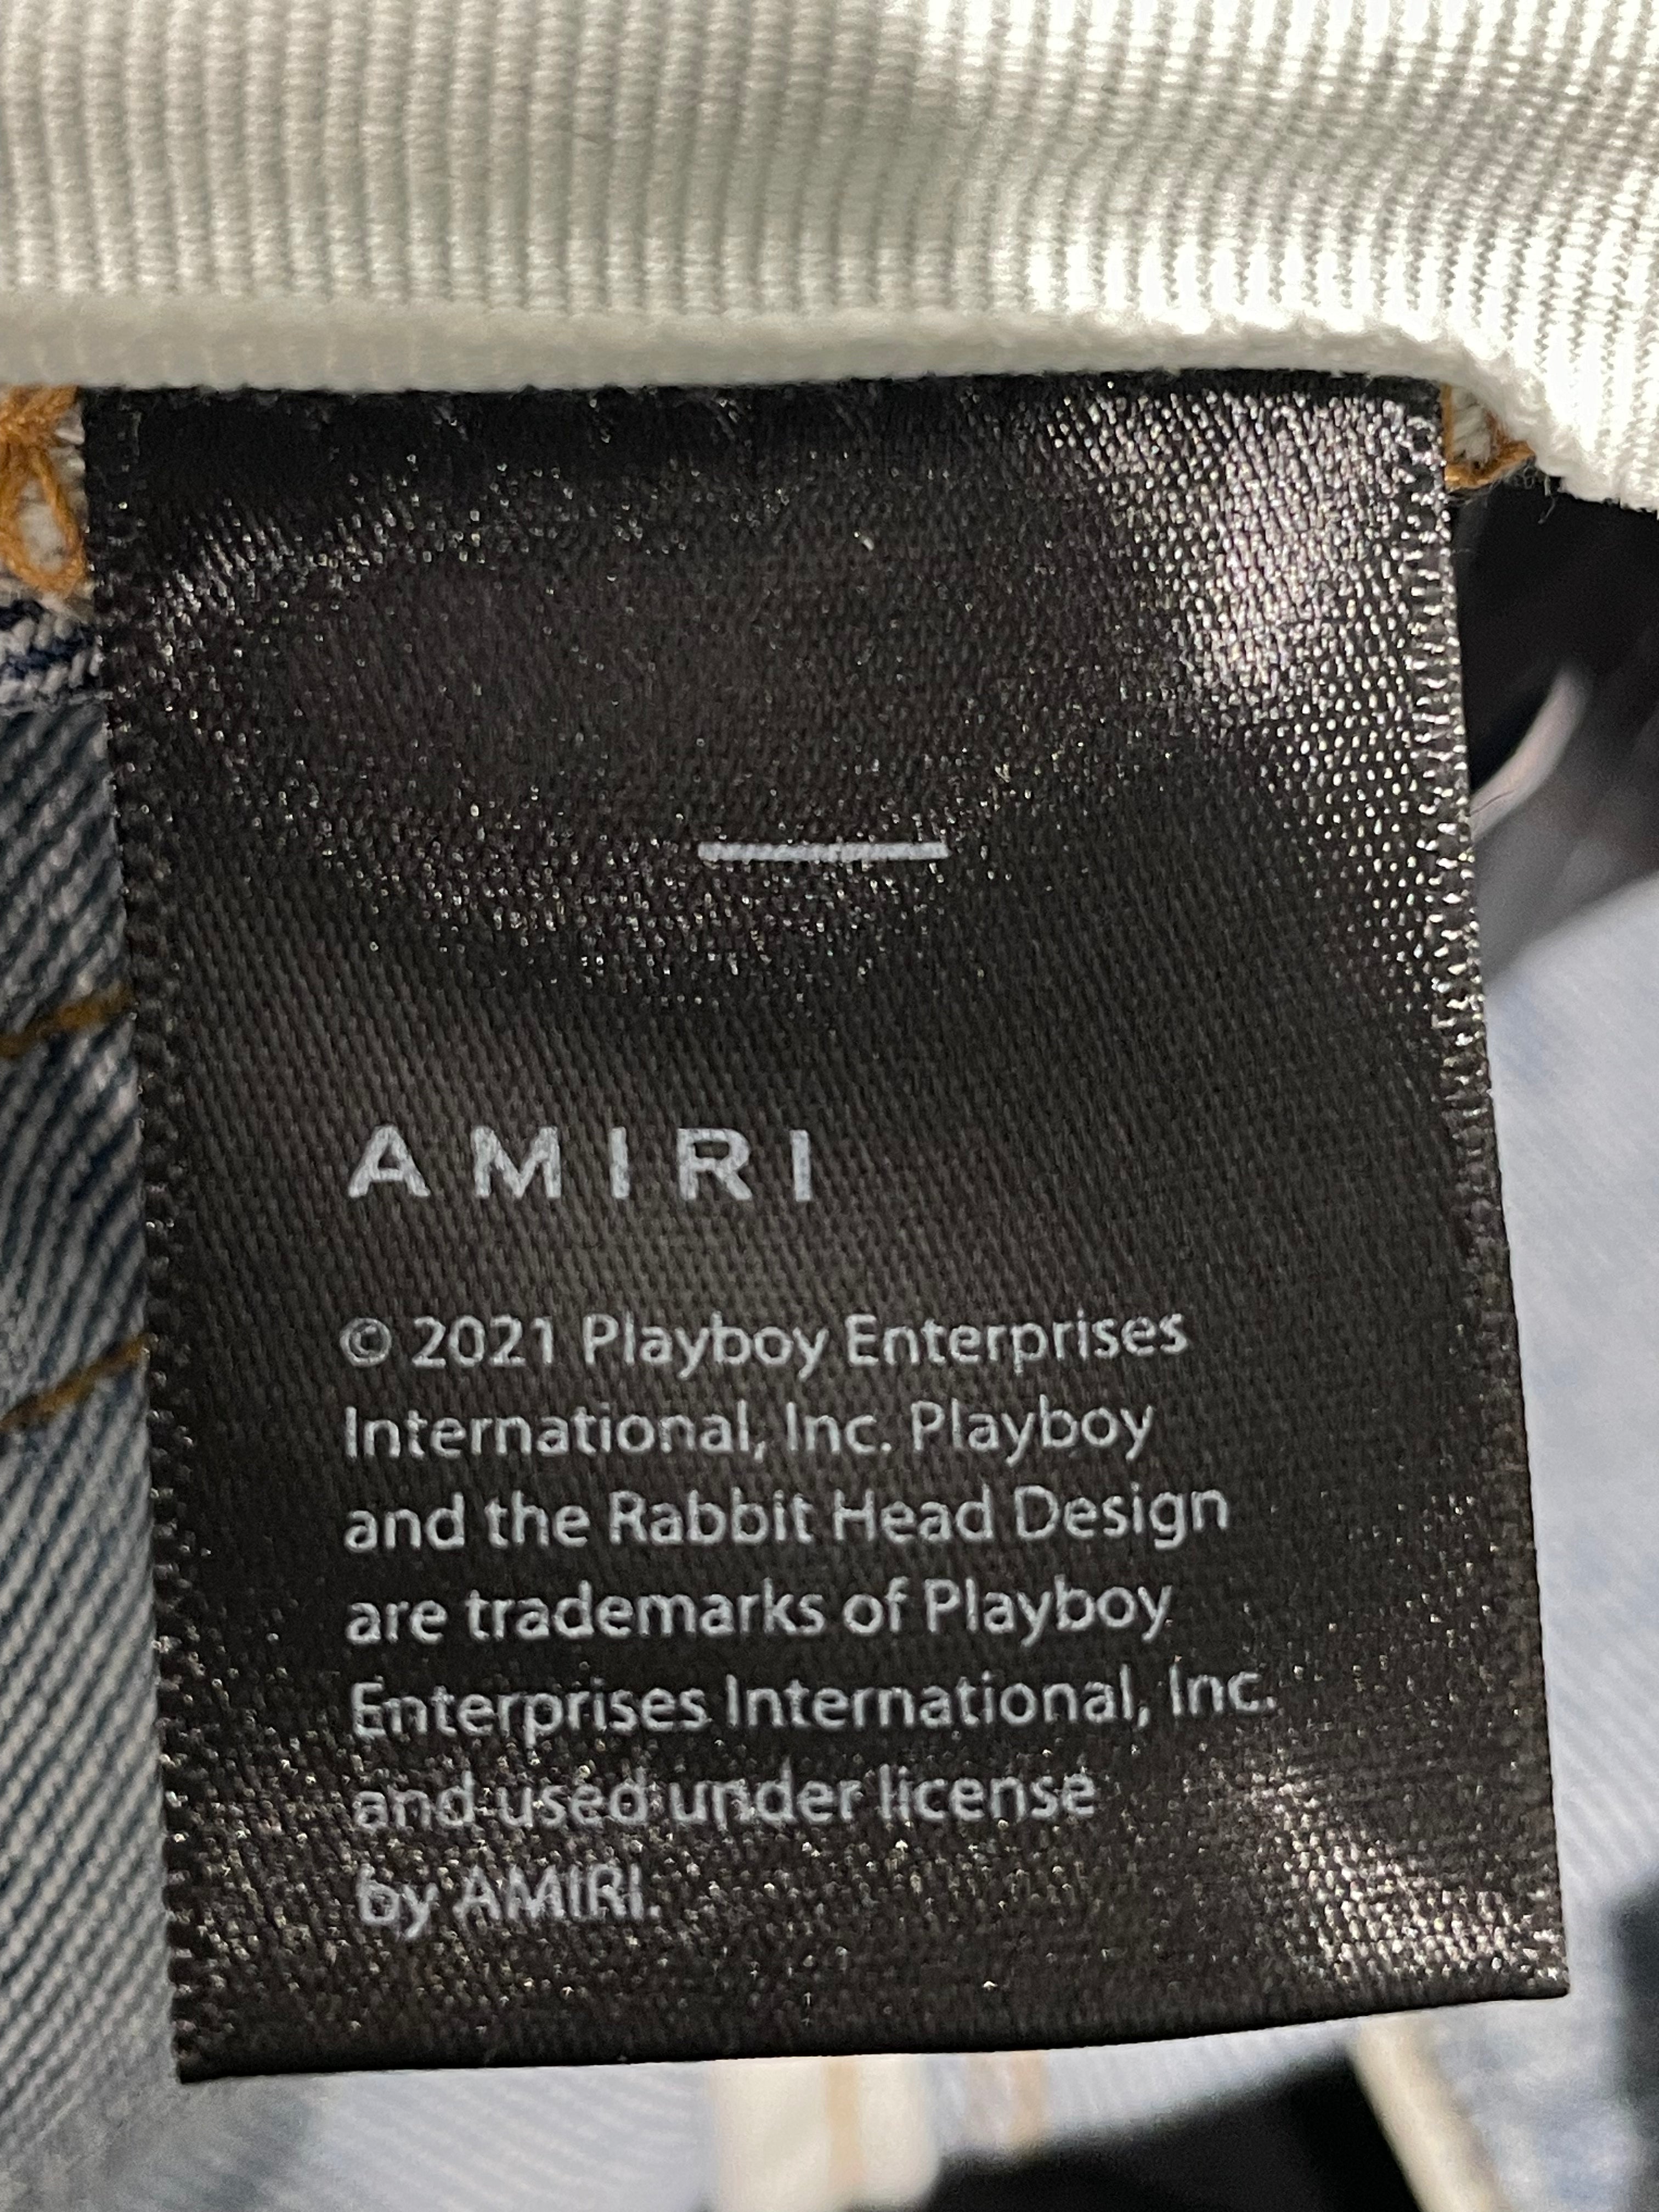 AMIRI
© 2021 Playboy Enterprises
International, Inc. Playboy
and the Rabbit Head Design
are trademarks of Playboy
Enterprises International, Inc.
and used under license
by AMIRI.